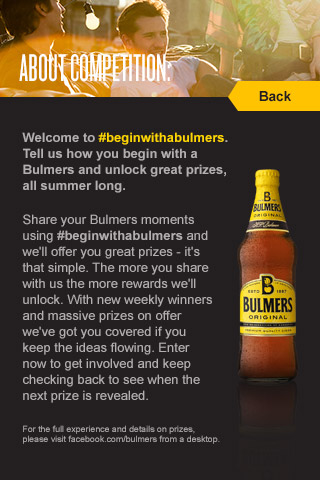 ABOUT COMPETITION:
Back
Welcome to #beginwithabulmers.
Tell us how you begin with a
Bulmers and unlock great prizes,
all summer long.
Share your Bulmers moments
using #beginwithabulmers and
we'll offer you great prizes - it's
that simple. The more you share
with us the more rewards we'll
unlock. With new weekly winners
and massive prizes on offer
we've got you covered if you
keep the ideas flowing. Enter
now to get involved and keep
checking back to see when the
next prize is revealed.
For the full experience and details on prizes,
please visit facebook.com/bulmers from a desktop.
BULMERS
ORIGINAL
ESTD 1887
B
BULMERS
ORIGINAL
PREMIUM QUALITY CIDER